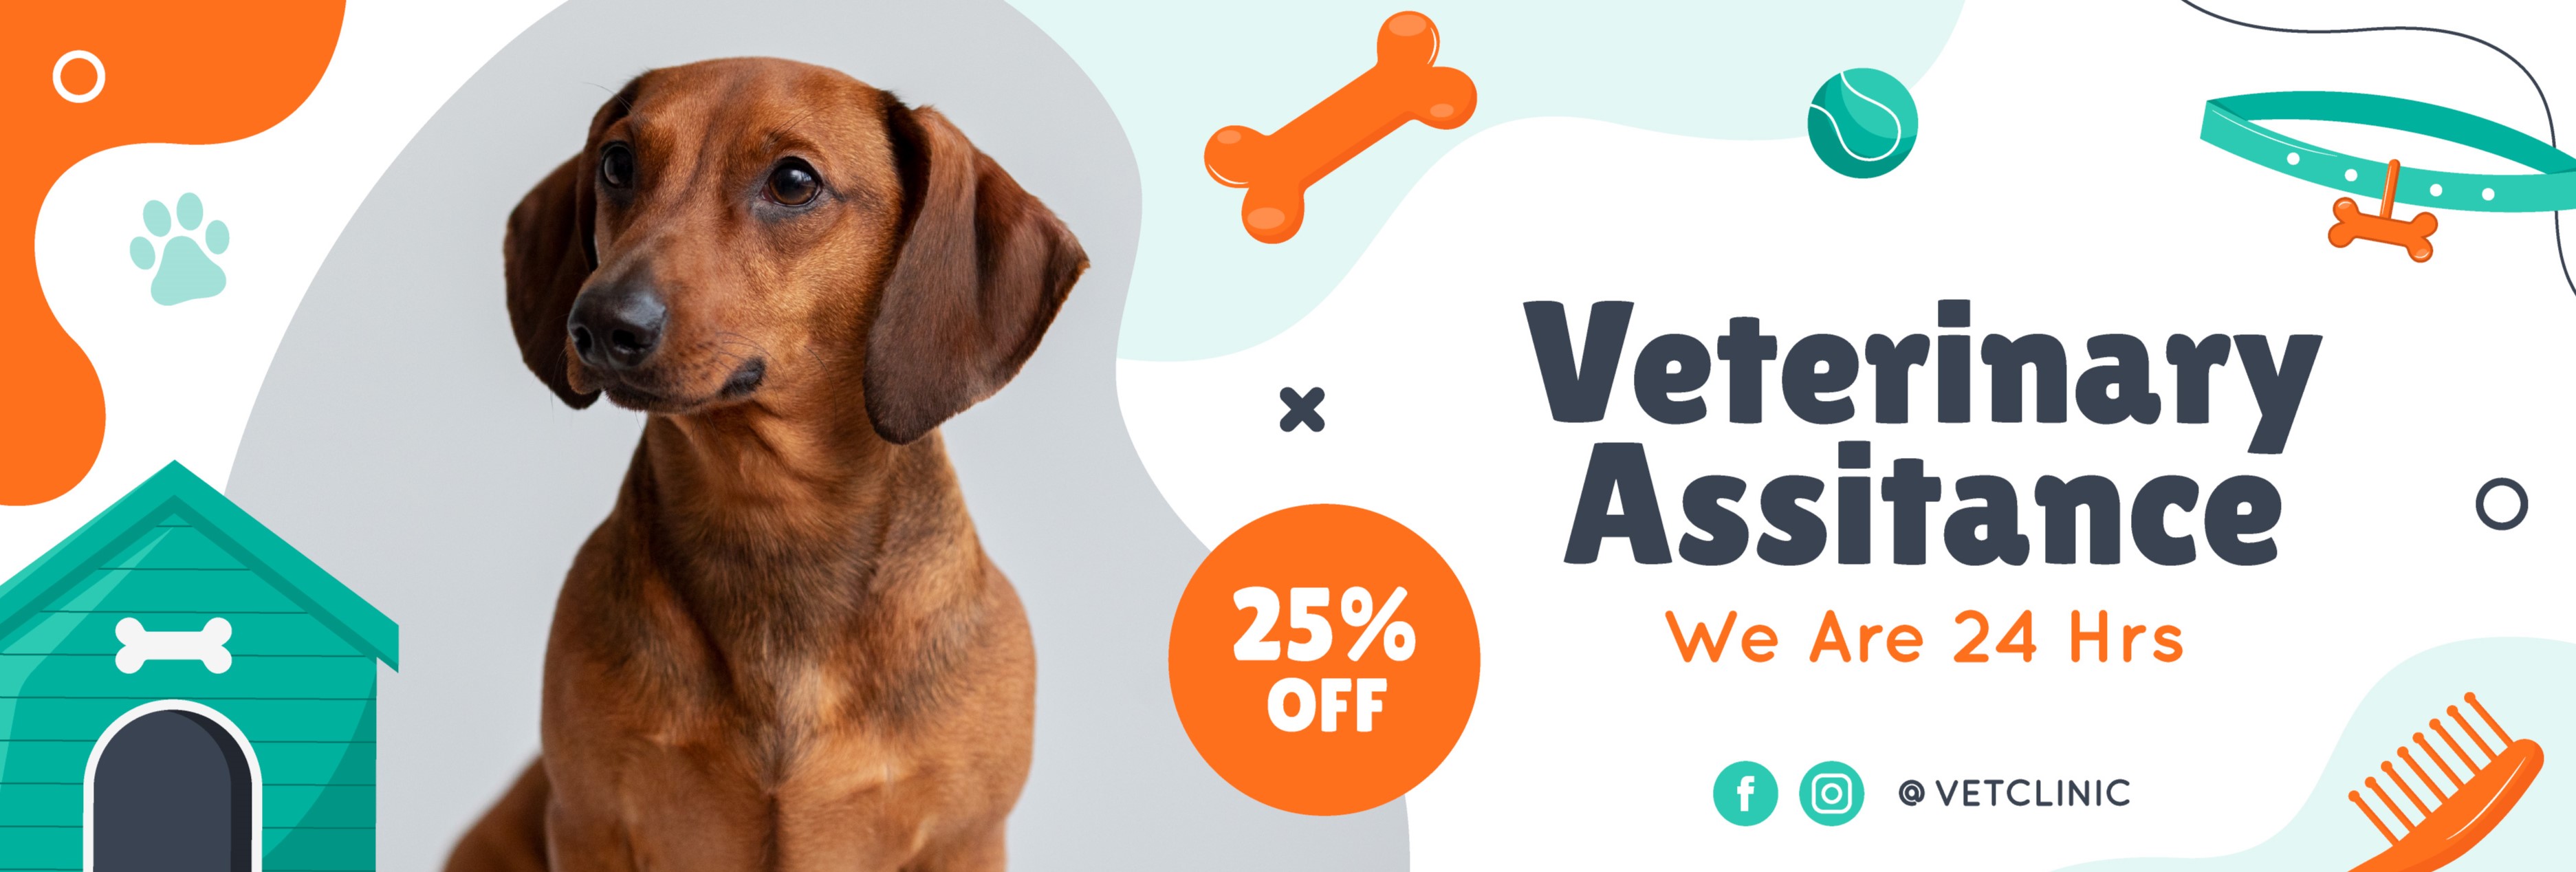 Veterinary
Assitance
We Are 24 Hrs
25%
OFF
f @VETCLINIC